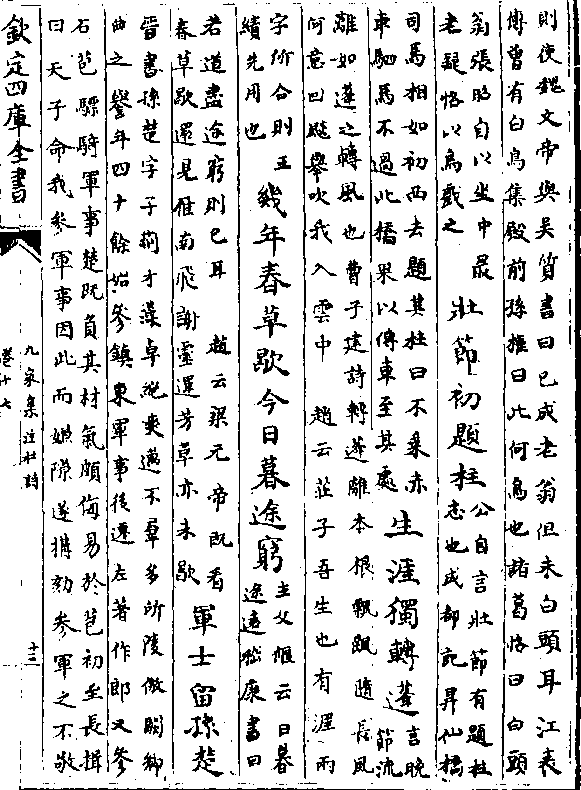 則使魏文帝與吳質書曰已成老翁但未白頭耳江表
傳曾有白鳥集殿前孫權曰此何鳥也諸葛恪曰白頭
翁張昭自以坐中最
老疑恪以鳥戲之
壯節初題柱
公自言壯節有題柱
志也成都記昇仙橋
司馬相如初西去題其柱曰不乘赤
車駟馬不過此橋果以傳車至其處
生涯獨轉蓬
言晚
節流
離如蓬之轉風也曹子建詩轉蓬離本根飄颻隨長風
何意回飇舉吹我入雲中 趙云莊子吾生也有涯雨
字所合則王
績先用也
幾年春草歇今日暮途窮
主父偃云日暮
途遠嵇康書曰
若道盡途窮則已耳 趙云梁元帝既看
春草歇還見雁南飛謝靈運芳草亦未歇
軍士留孫楚
晉書孫楚字子荆才藻卓絶爽邁不羣多所陵傲闕鄉
曲之譽年四十餘始參鎮東軍事後遷左著作郎又參
石苞驃騎軍事楚既負其材氣頗侮易於苞初至長揖
曰天子命我參軍事因此而嫌隙遂搆劾參軍之不敬
欽定四庫全書
九家集注杜詩
卷十七
十三